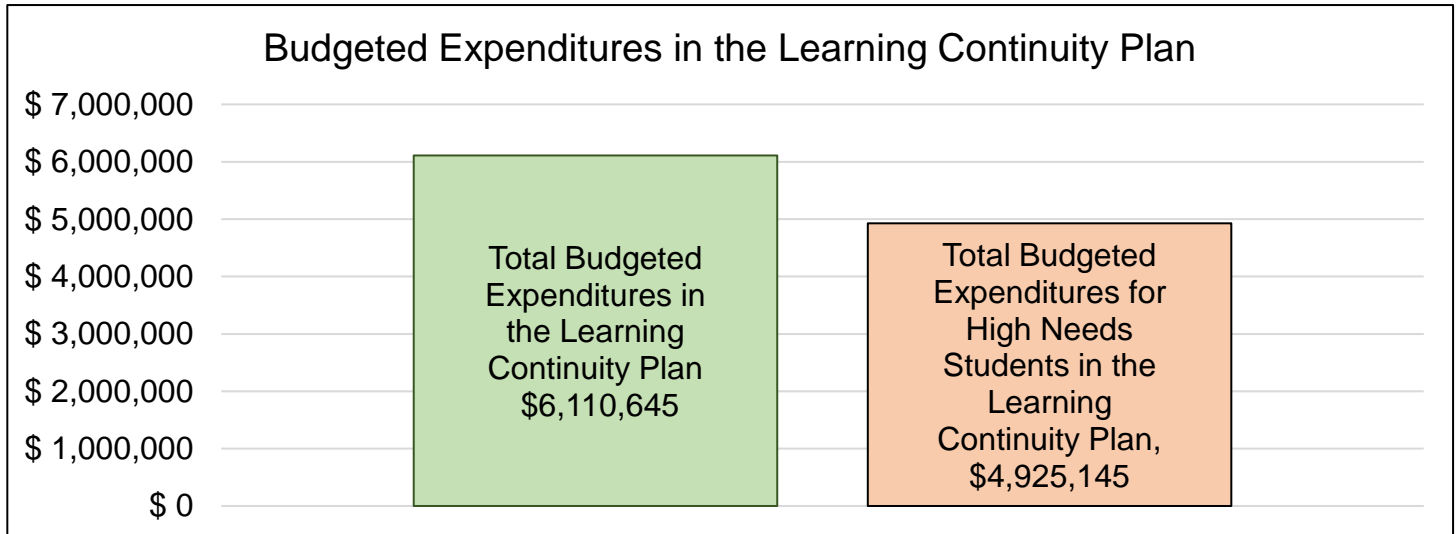 Budgeted Expenditures in the Learning Continuity Plan
$ 7,000,000
$ 6,000,000
$ 5,000,000
$ 4,000,000
$ 3,000,000
$ 2,000,000
$ 1,000,000
$ 0
Total Budgeted
Expenditures in
the Learning
Continuity Plan
$6,110,645
Total Budgeted
Expenditures for
High Needs
Students in the
Learning
Continuity Plan,
$4,925,145